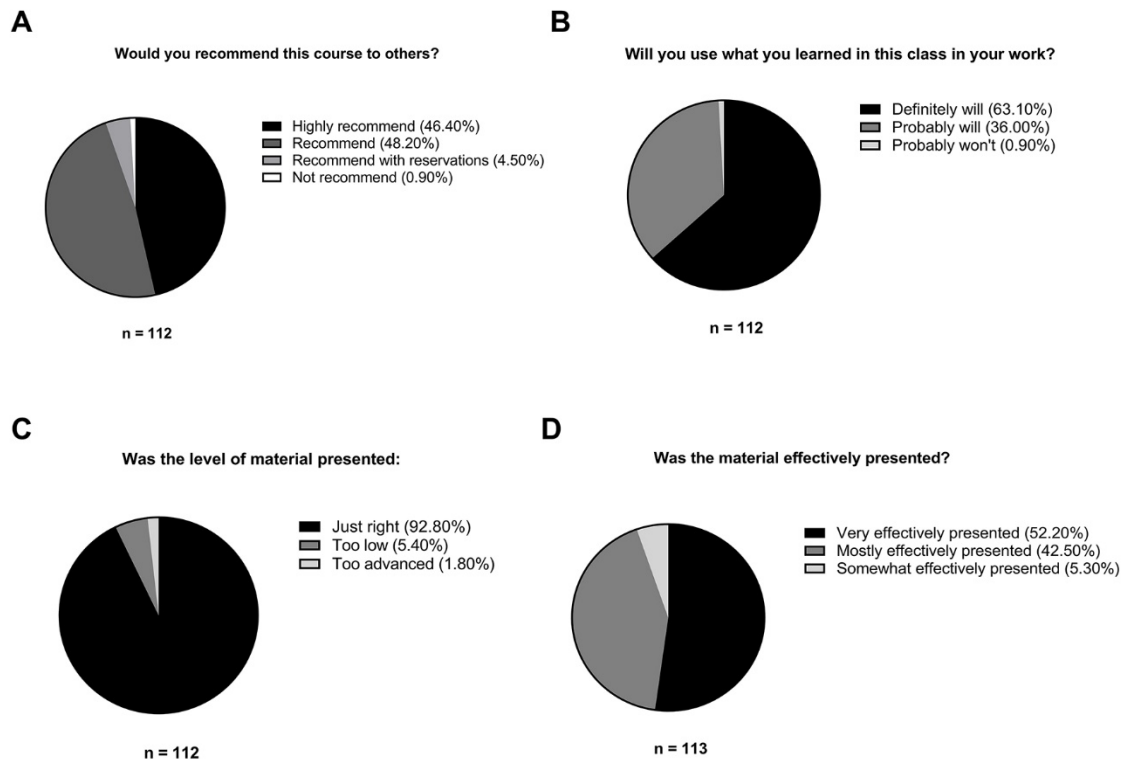 A
Would you recommend this course to others?
Highly recommend (46.40%)
Recommend (48.20%)
Recommend with reservations (4.50%)
Not recommend (0.90%)
n = 112
B
Will you use what you learned in this class in your work?
Definitely will (63.10%)
Probably will (36.00%)
Probably won't (0.90%)
n = 112
C
Was the level of material presented:
Just right (92.80%)
Too low (5.40%)
Too advanced (1.80%)
n = 112
D
Was the material effectively presented?
Very effectively presented (52.20%)
Mostly effectively presented (42.50%)
Somewhat effectively presented (5.30%)
n = 113